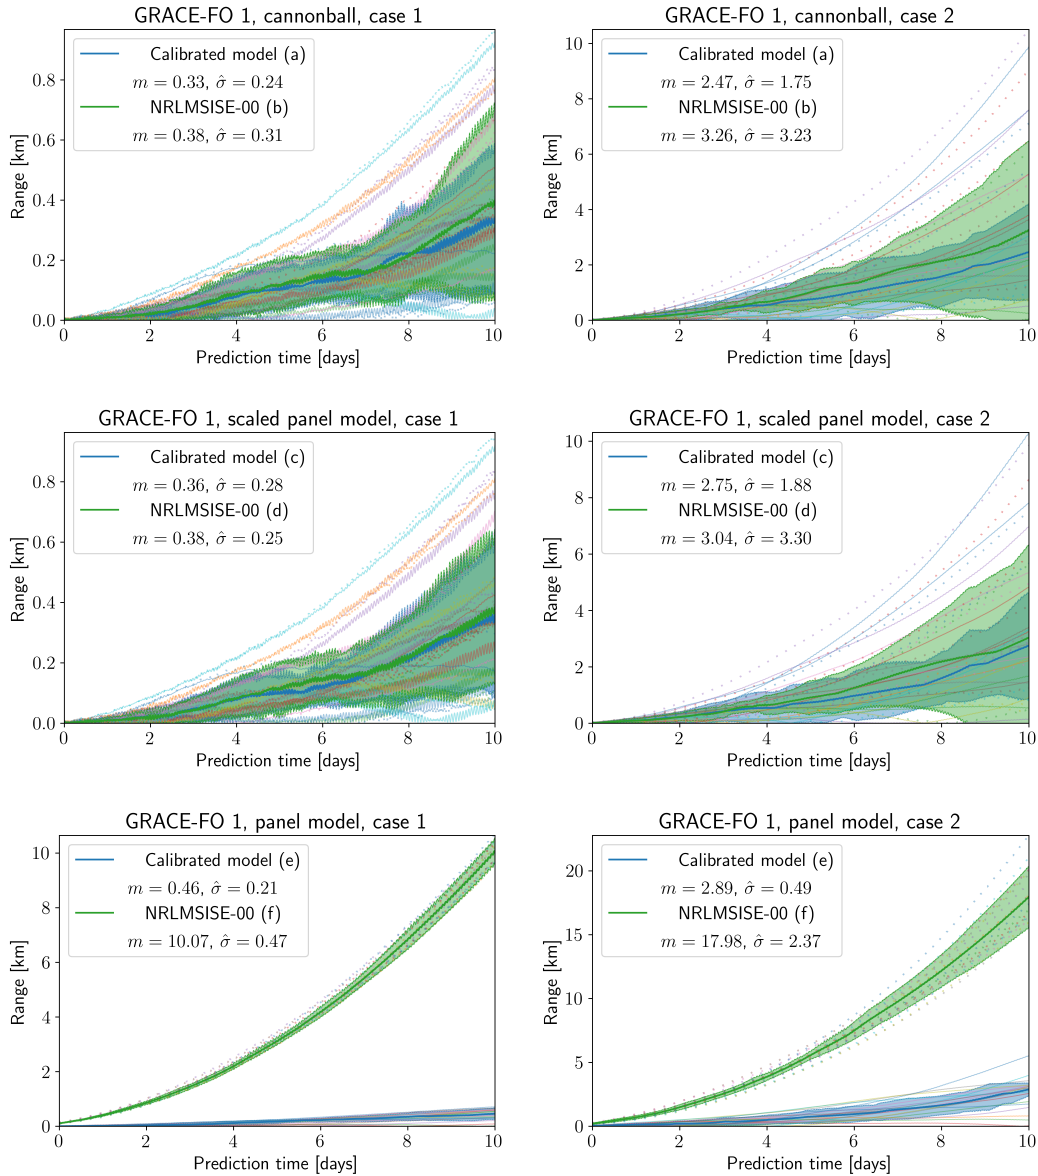 GRACE-FO 1, cannonball, case 1
Calibrated model (a)
m = 0.33, σ̂ = 0.24
NRLMSISE-00 (b)
m = 0.38, σ̂ = 0.31
Range [km]
0.8
0.6
0.4
0.2
0.0
0 2 4 6 8 10
Prediction time [days]
GRACE-FO 1, cannonball, case 2
Calibrated model (a)
m = 2.47, σ̂ = 1.75
NRLMSISE-00 (b)
m = 3.26, σ̂ = 3.23
Range [km]
10
8
6
4
2
0
0 2 4 6 8 10
Prediction time [days]
GRACE-FO 1, scaled panel model, case 1
Calibrated model (c)
m = 0.36, σ̂ = 0.28
NRLMSISE-00 (d)
m = 0.38, σ̂ = 0.25
Range [km]
0.8
0.6
0.4
0.2
0.0
0 2 4 6 8 10
Prediction time [days]
GRACE-FO 1, scaled panel model, case 2
Calibrated model (c)
m = 2.75, σ̂ = 1.88
NRLMSISE-00 (d)
m = 3.04, σ̂ = 3.30
Range [km]
10
8
6
4
2
0
0 2 4 6 8 10
Prediction time [days]
GRACE-FO 1, panel model, case 1
Calibrated model (e)
m = 0.46, σ̂ = 0.21
NRLMSISE-00 (f)
m = 10.07, σ̂ = 0.47
Range [km]
10
8
6
4
2
0
0 2 4 6 8 10
Prediction time [days]
GRACE-FO 1, panel model, case 2
Calibrated model (e)
m = 2.89, σ̂ = 0.49
NRLMSISE-00 (f)
m = 17.98, σ̂ = 2.37
Range [km]
20
15
10
5
0
0 2 4 6 8 10
Prediction time [days]